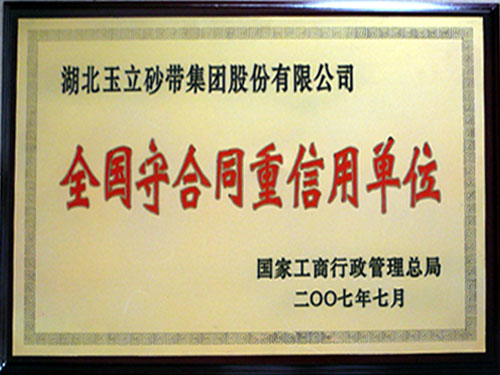 湖北玉立砂带集团股份有限公司
全国守合同重信用单位
国家工商行政管理总局
二〇〇七年七月